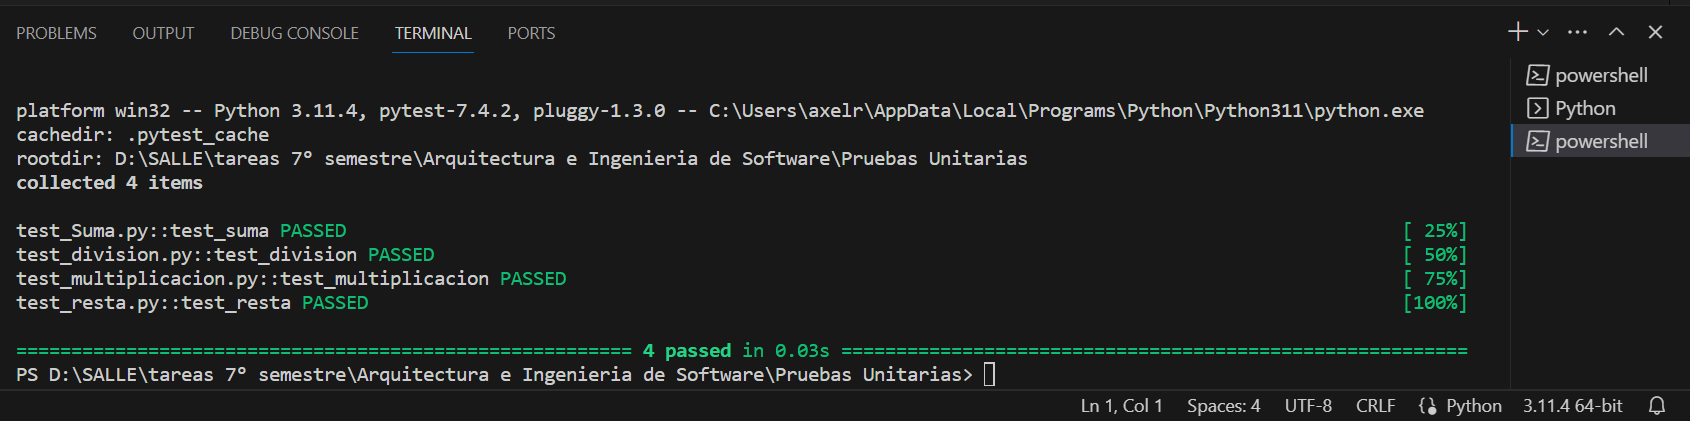 PROBLEMS OUTPUT DEBUG CONSOLE TERMINAL PORTS
powershell
Python
powershell
platform win32 -- Python 3.11.4, pytest-7.4.2, pluggy-1.3.0 -- C:\Users\axelr\AppData\Local\Programs\Python\Python311\python.exe
cachedir: .pytest_cache
rootdir: D:\SALLE\tareas 7° semestre\Arquitectura e Ingenieria de Software\Pruebas Unitarias
collected 4 items
test_Suma.py::test_suma PASSED [ 25%]
test_division.py::test_division PASSED [ 50%]
test_multiplicacion.py::test_multiplicacion PASSED [ 75%]
test_resta.py::test_resta PASSED [100%]
======================================================== 4 passed in 0.03s =========================================================
PS D:\SALLE\tareas 7° semestre\Arquitectura e Ingenieria de Software\Pruebas Unitarias>
Ln 1, Col 1 Spaces: 4 UTF-8 CRLF Python 3.11.4 64-bit